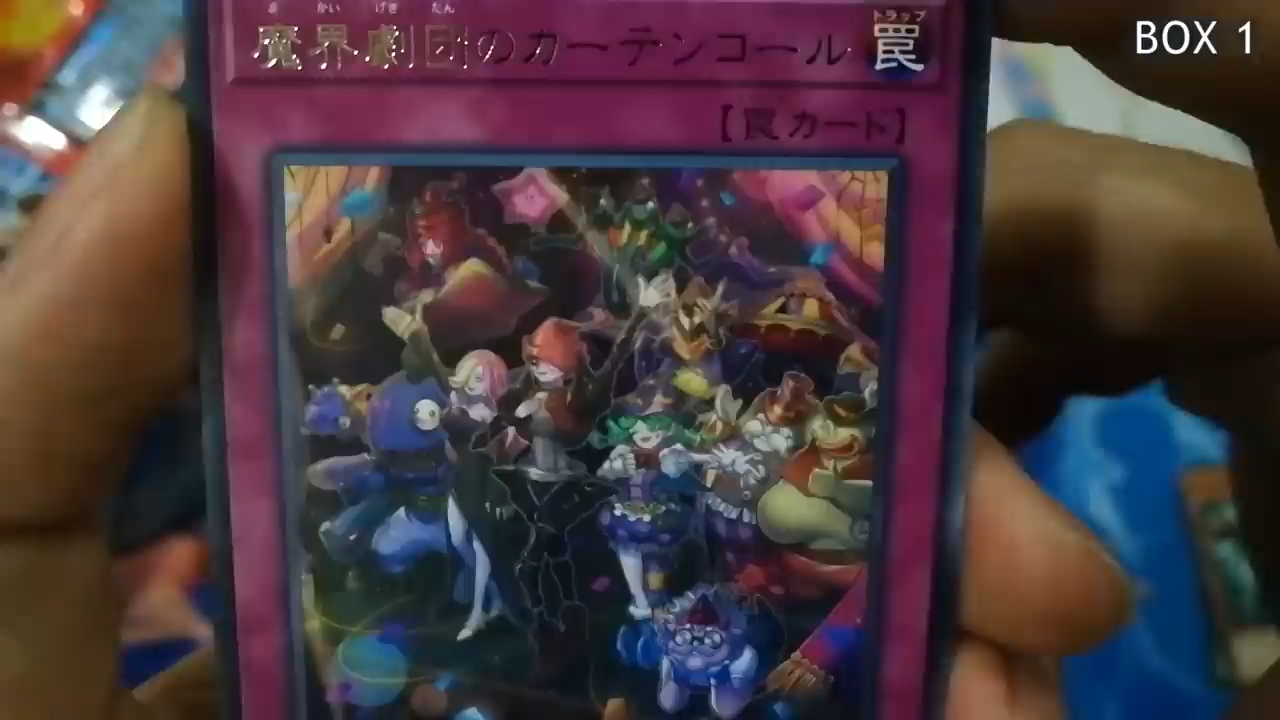 ま かい げき だん
魔界劇団のカーテンコール
トラップ
罠
BOX 1
【罠カード】